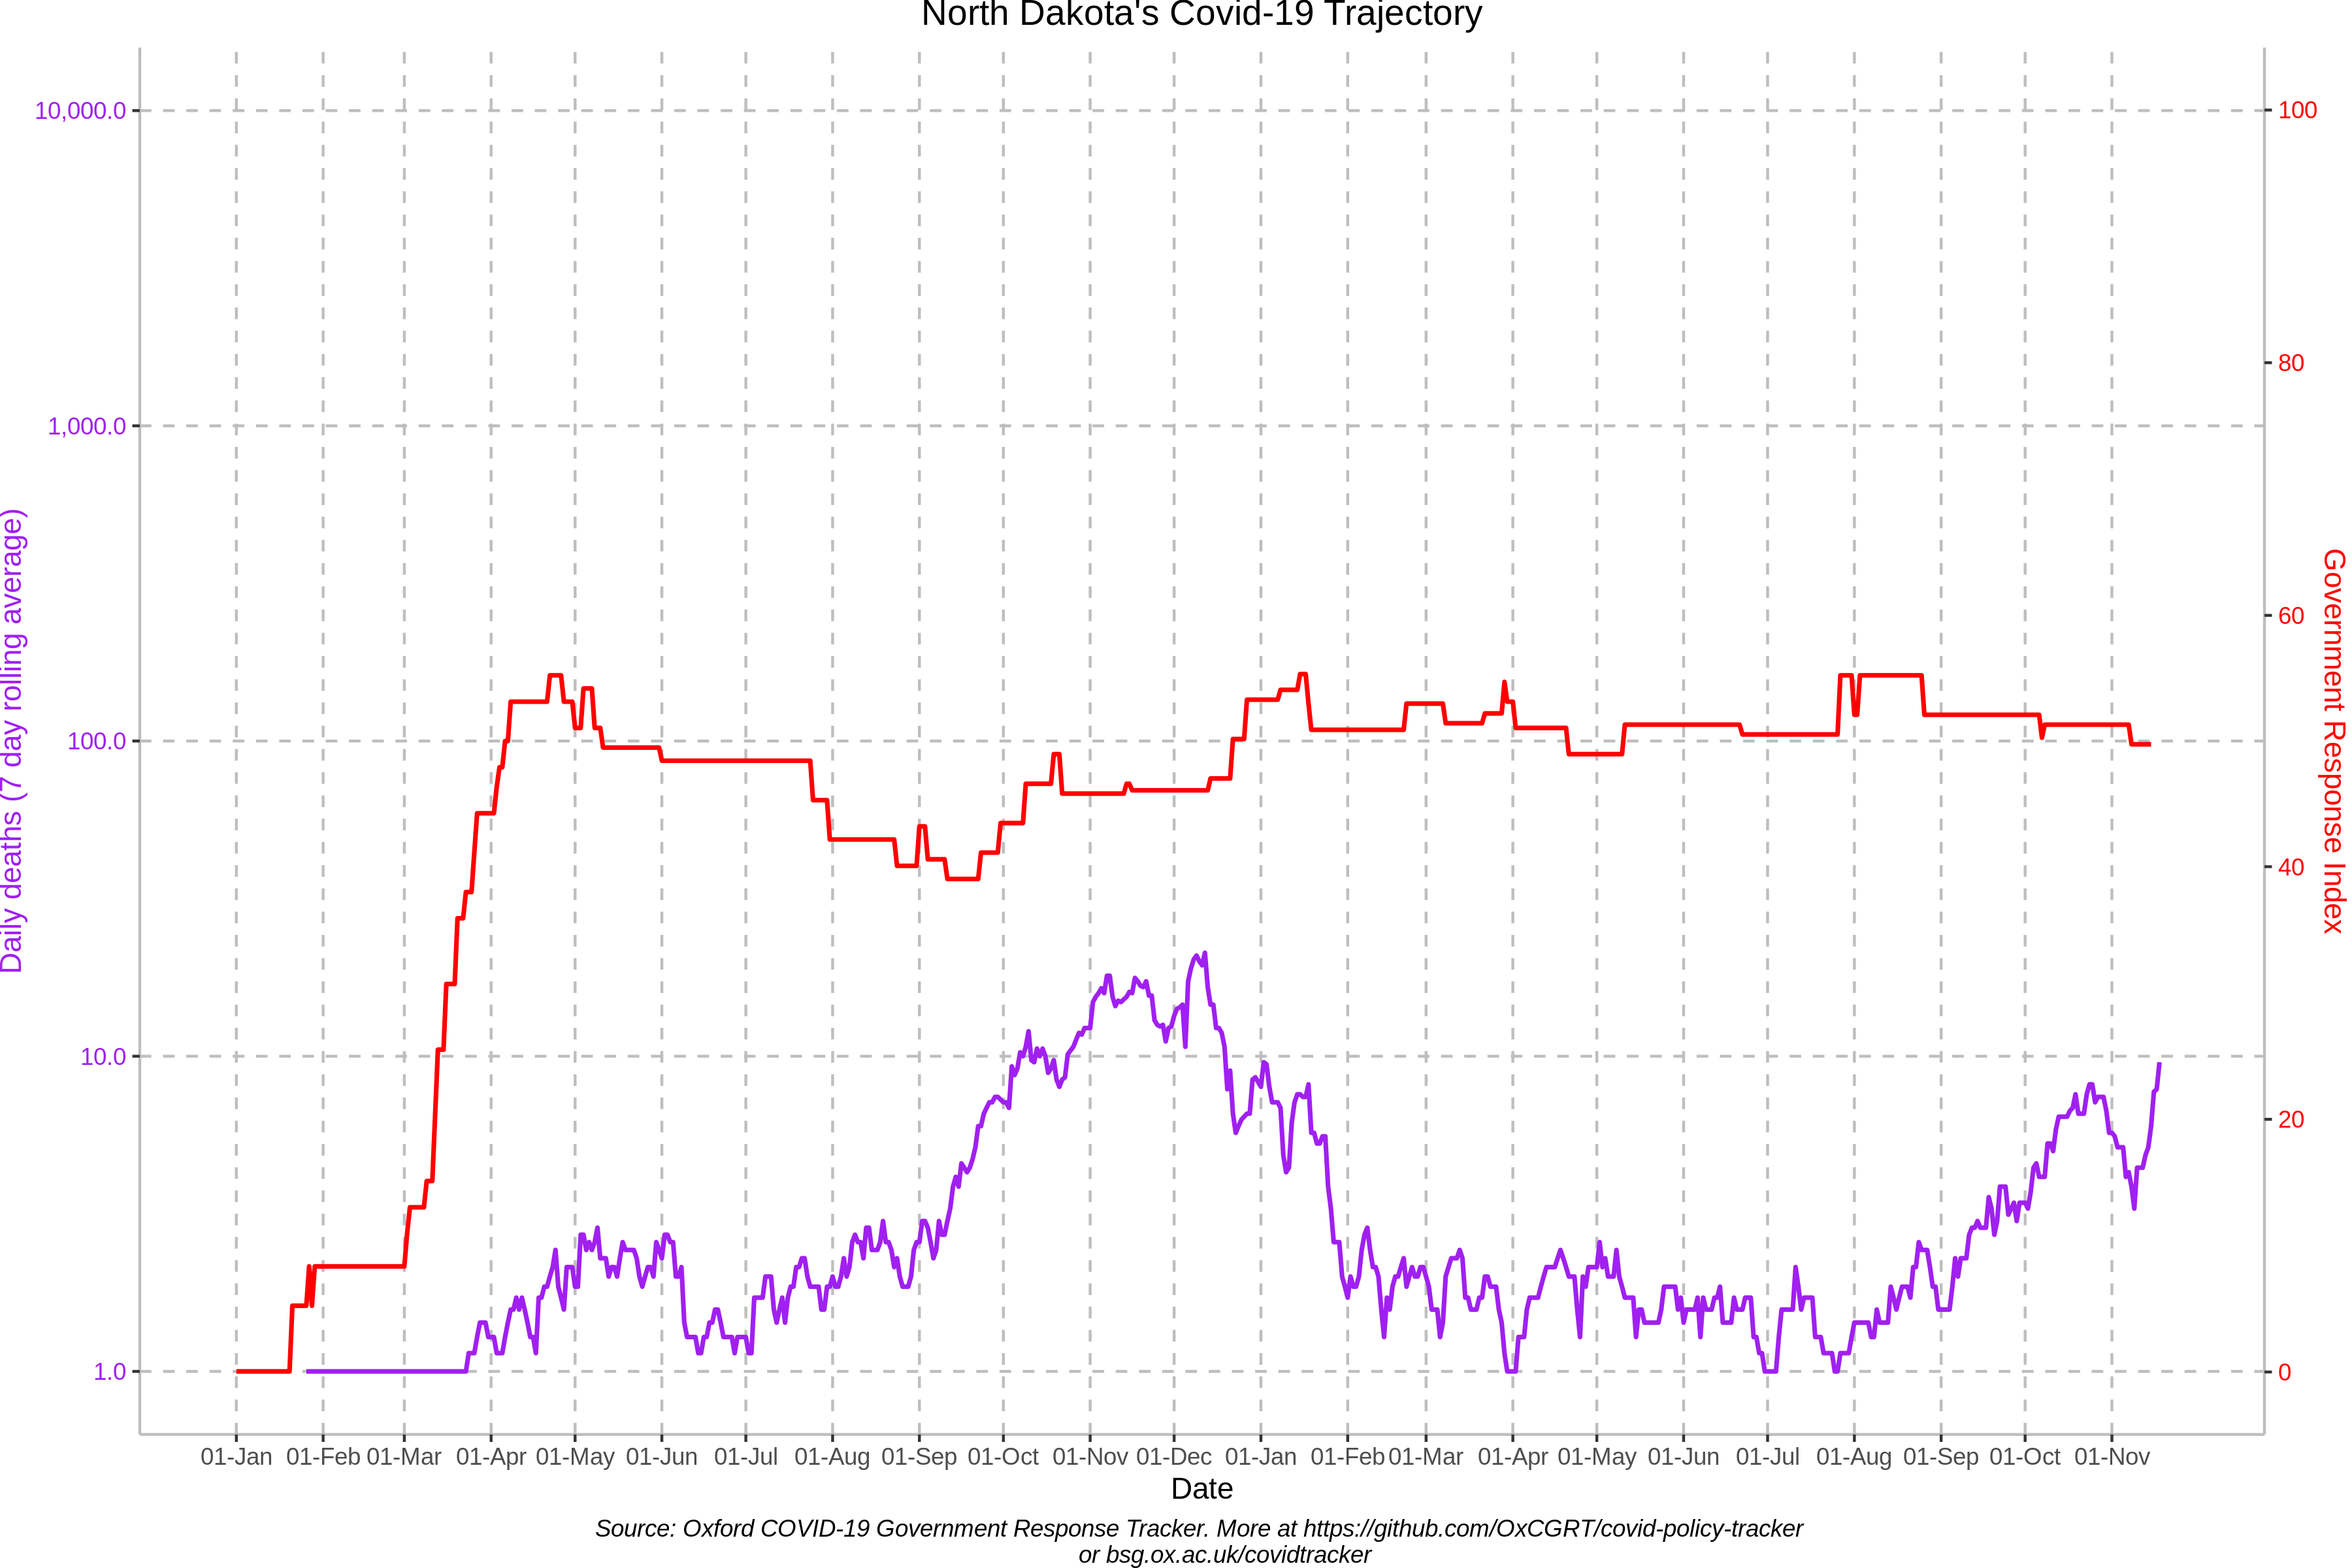 North Dakota's Covid-19 Trajectory
10,000.0
1,000.0
100.0
10.0
1.0
Daily deaths (7 day rolling average)
100
80
60
40
20
0
Government Response Index
01-Jan 01-Feb 01-Mar 01-Apr 01-May 01-Jun 01-Jul 01-Aug 01-Sep 01-Oct 01-Nov 01-Dec 01-Jan 01-Feb 01-Mar 01-Apr 01-May 01-Jun 01-Jul 01-Aug 01-Sep 01-Oct 01-Nov
Date
Source: Oxford COVID-19 Government Response Tracker. More at https://github.com/OxCGRT/covid-policy-tracker
or bsg.ox.ac.uk/covidtracker